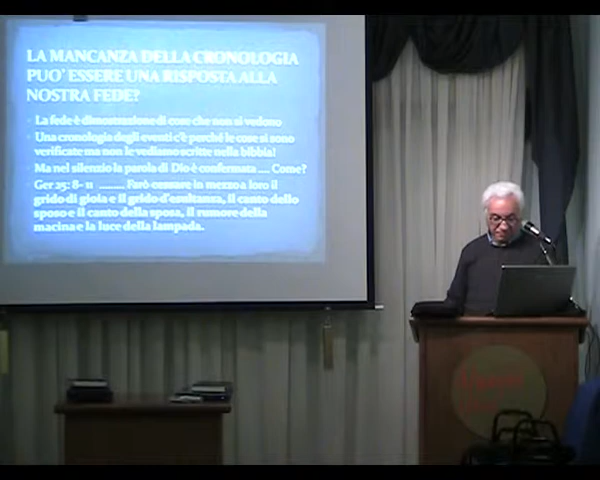 LA MANCANZA DELLA CRONOLOGIA
PUO' ESSERE UNA RISPOSTA ALLA
NOSTRA FEDE?
La fede è dimostrazione di cose che non si vedono
Una cronologia degli eventi c'è perché le cose si sono
verificate ma non le vediamo scritte nella bibbia!
Ma nel silenzio la parola di Dio è confermata .... Come?
Ger 25: 8- 11 ......... Farò cessare in mezzo a loro il
grido di gioia e il grido d'esultanza, il canto dello
sposo e il canto della sposa, il rumore della
macina e la luce della lampada.